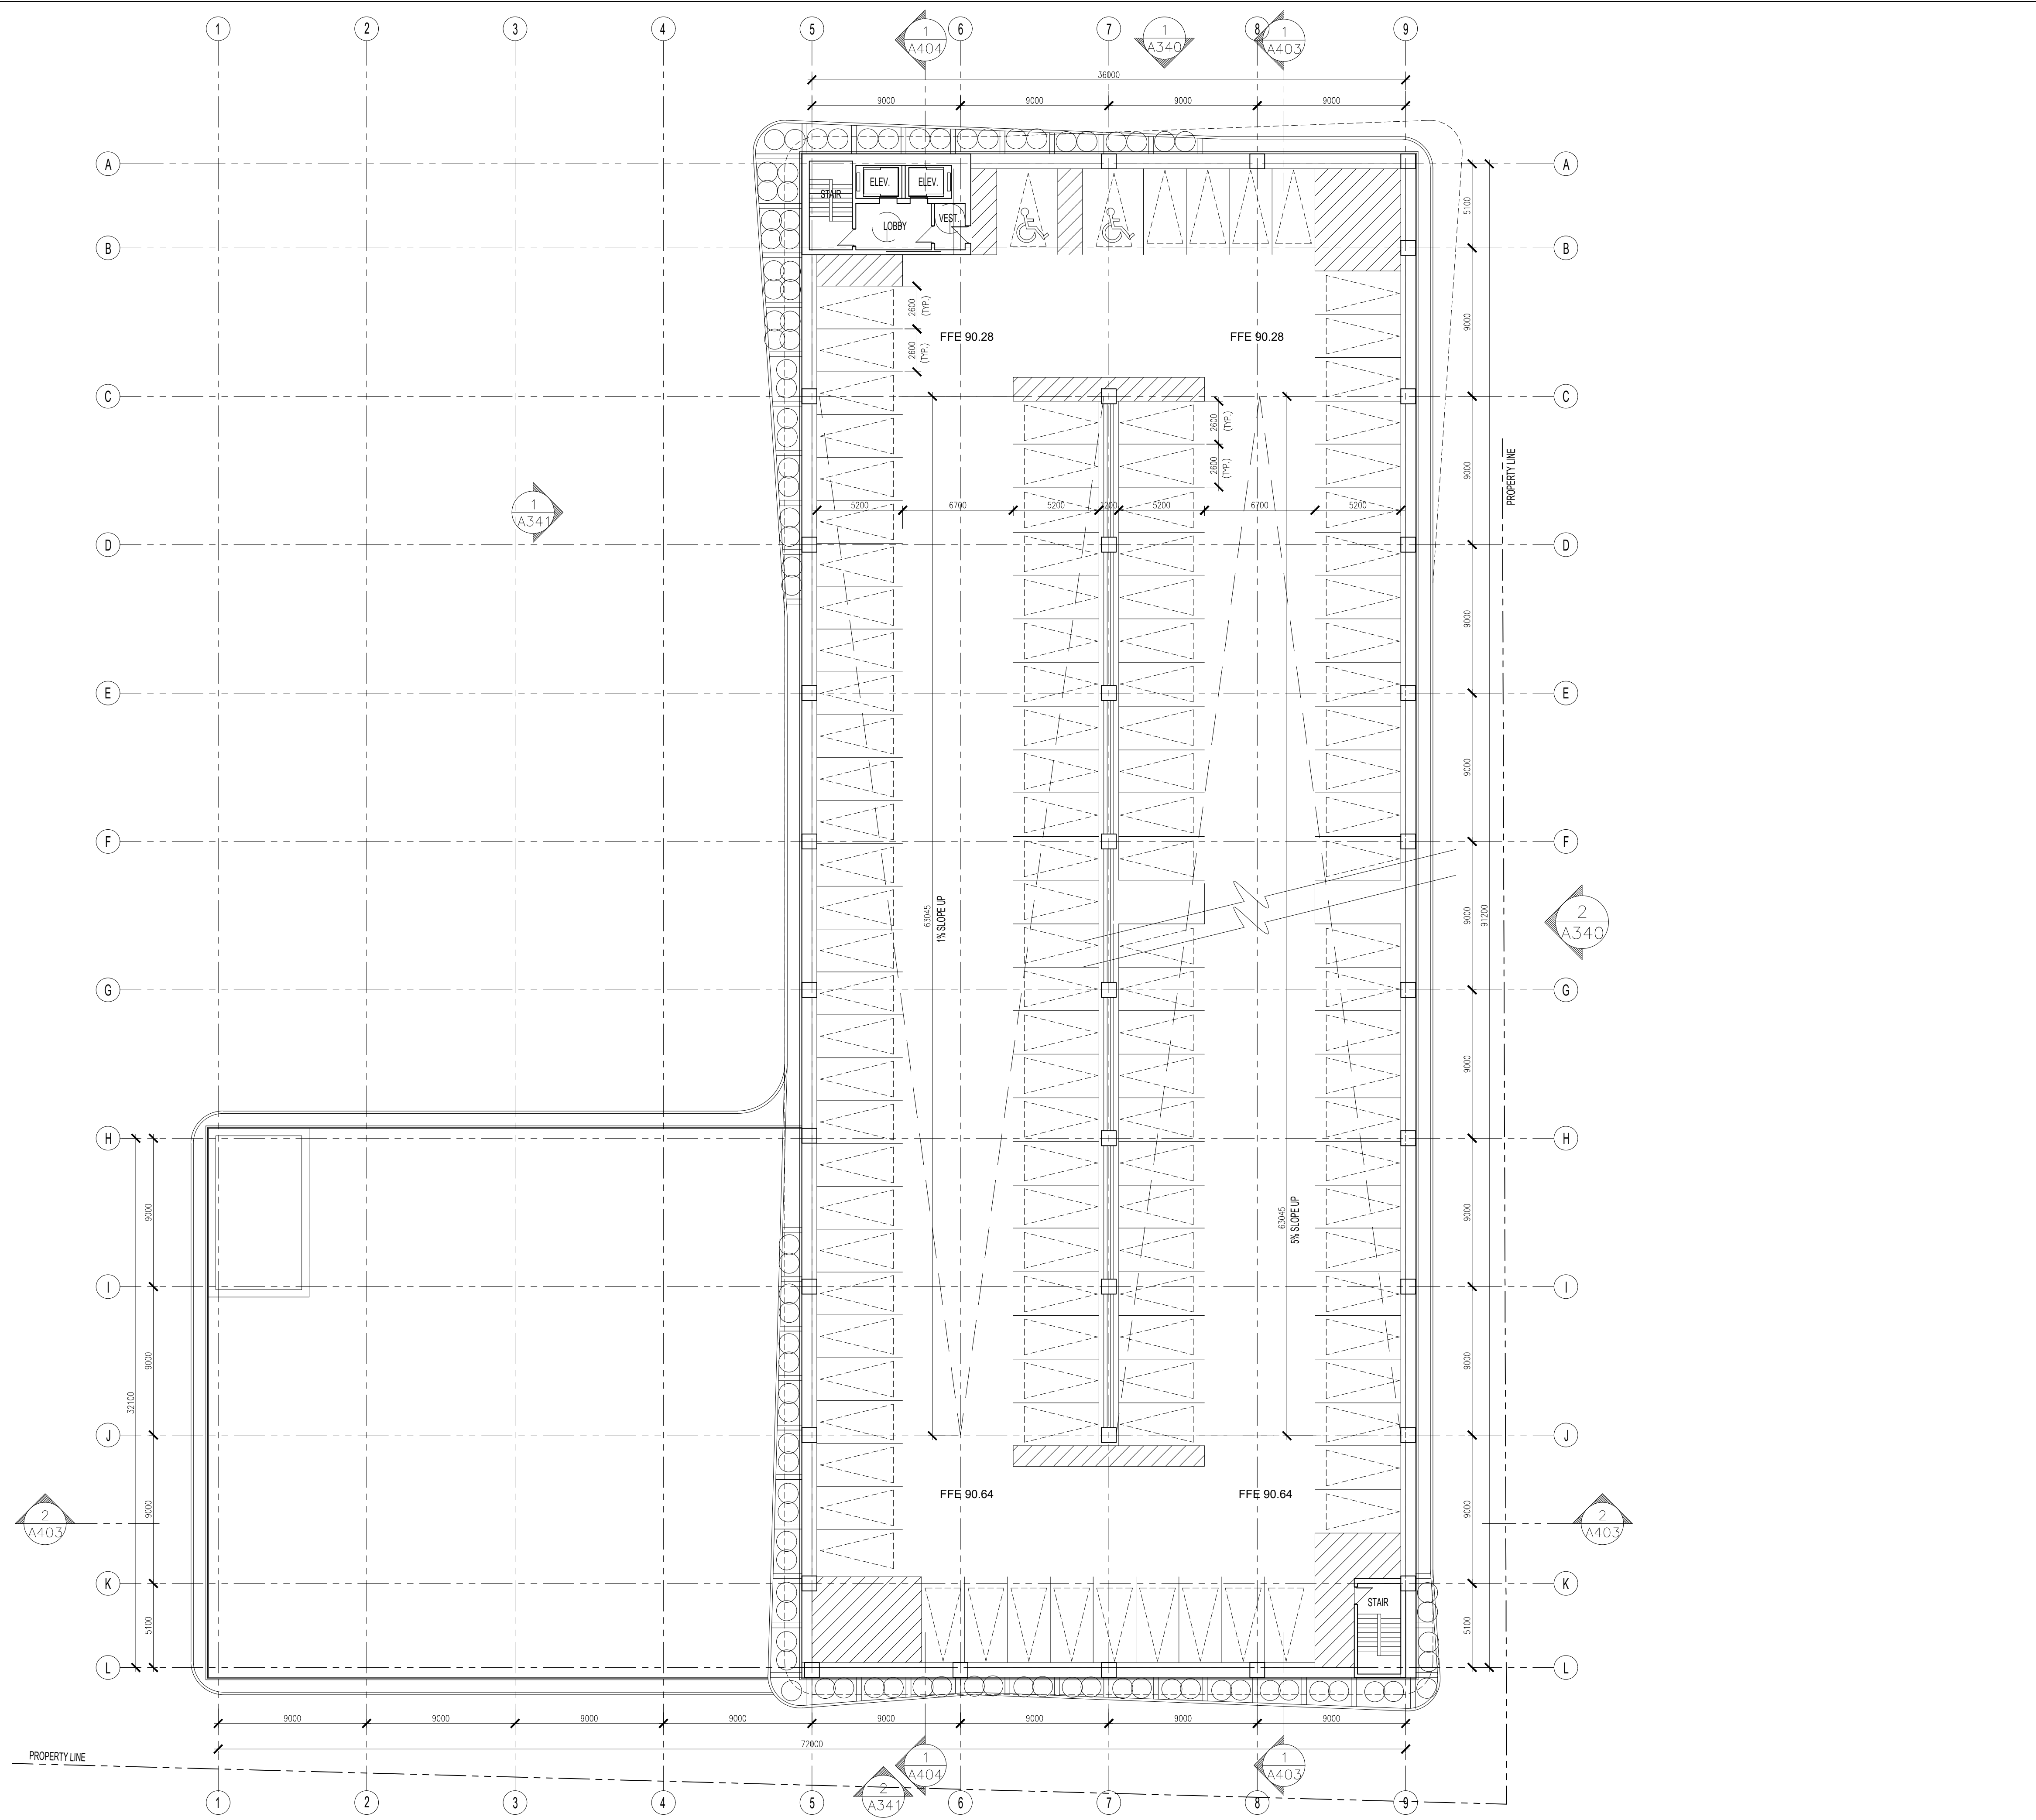 1
2
3
4
5
6
7
8
9
1
A404
1
A340
1
A403
36000
9000
9000
9000
9000
A
A
STAIR
ELEV.
ELEV.
LOBBY
VEST.
5100
B
B
2600
(TYP.)
2600
(TYP.)
FFE 90.28
FFE 90.28
9000
C
C
2600
(TYP.)
2600
(TYP.)
9000
PROPERTY LINE
1
A341
5200
6700
5200
1200
5200
6700
5200
D
D
9000
E
E
9000
F
F
63045
1% SLOPE UP
9000
91200
2
A340
G
G
9000
H
H
9000
63045
5% SLOPE UP
9000
I
I
9000
32100
9000
J
J
2
A403
9000
FFE 90.64
FFE 90.64
9000
2
A403
K
K
5100
STAIR
5100
L
L
9000
9000
9000
9000
9000
9000
9000
9000
72000
PROPERTY LINE
1
A404
1
A403
2
A341
1
2
3
4
5
6
7
8
9